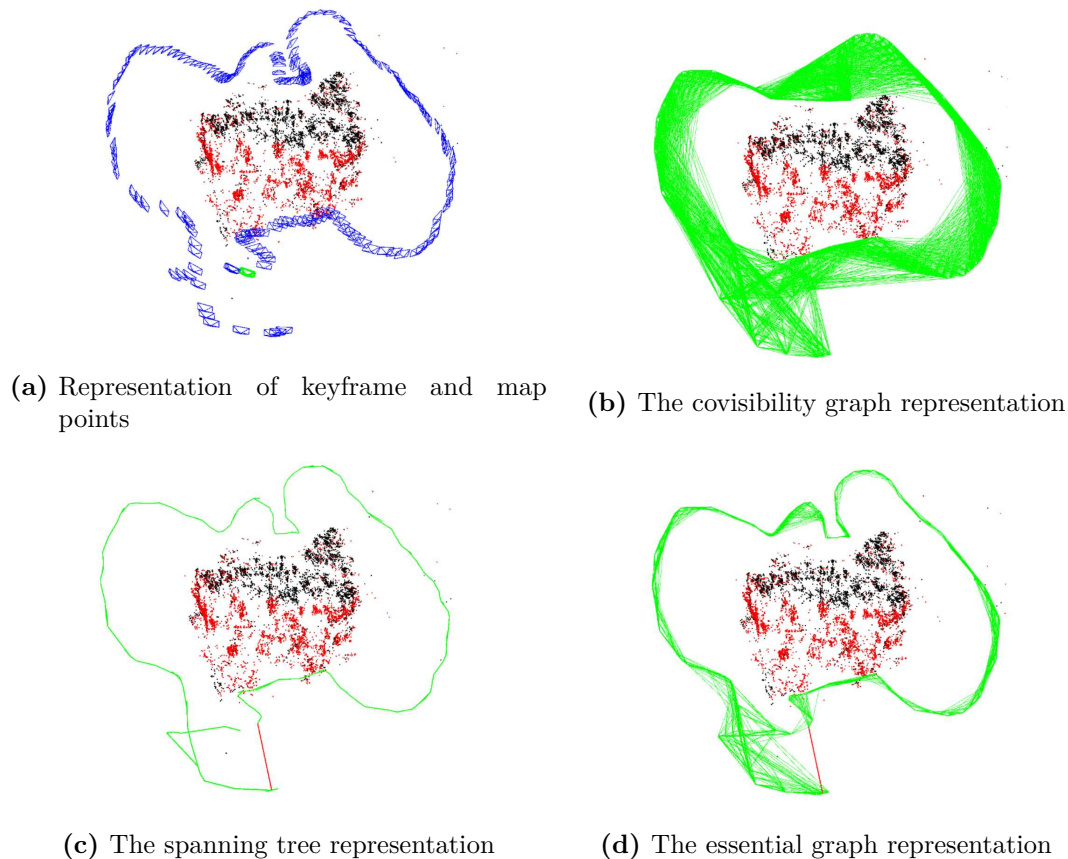 (a) Representation of keyframe and map
points
(b) The covisibility graph representation
(c) The spanning tree representation
(d) The essential graph representation